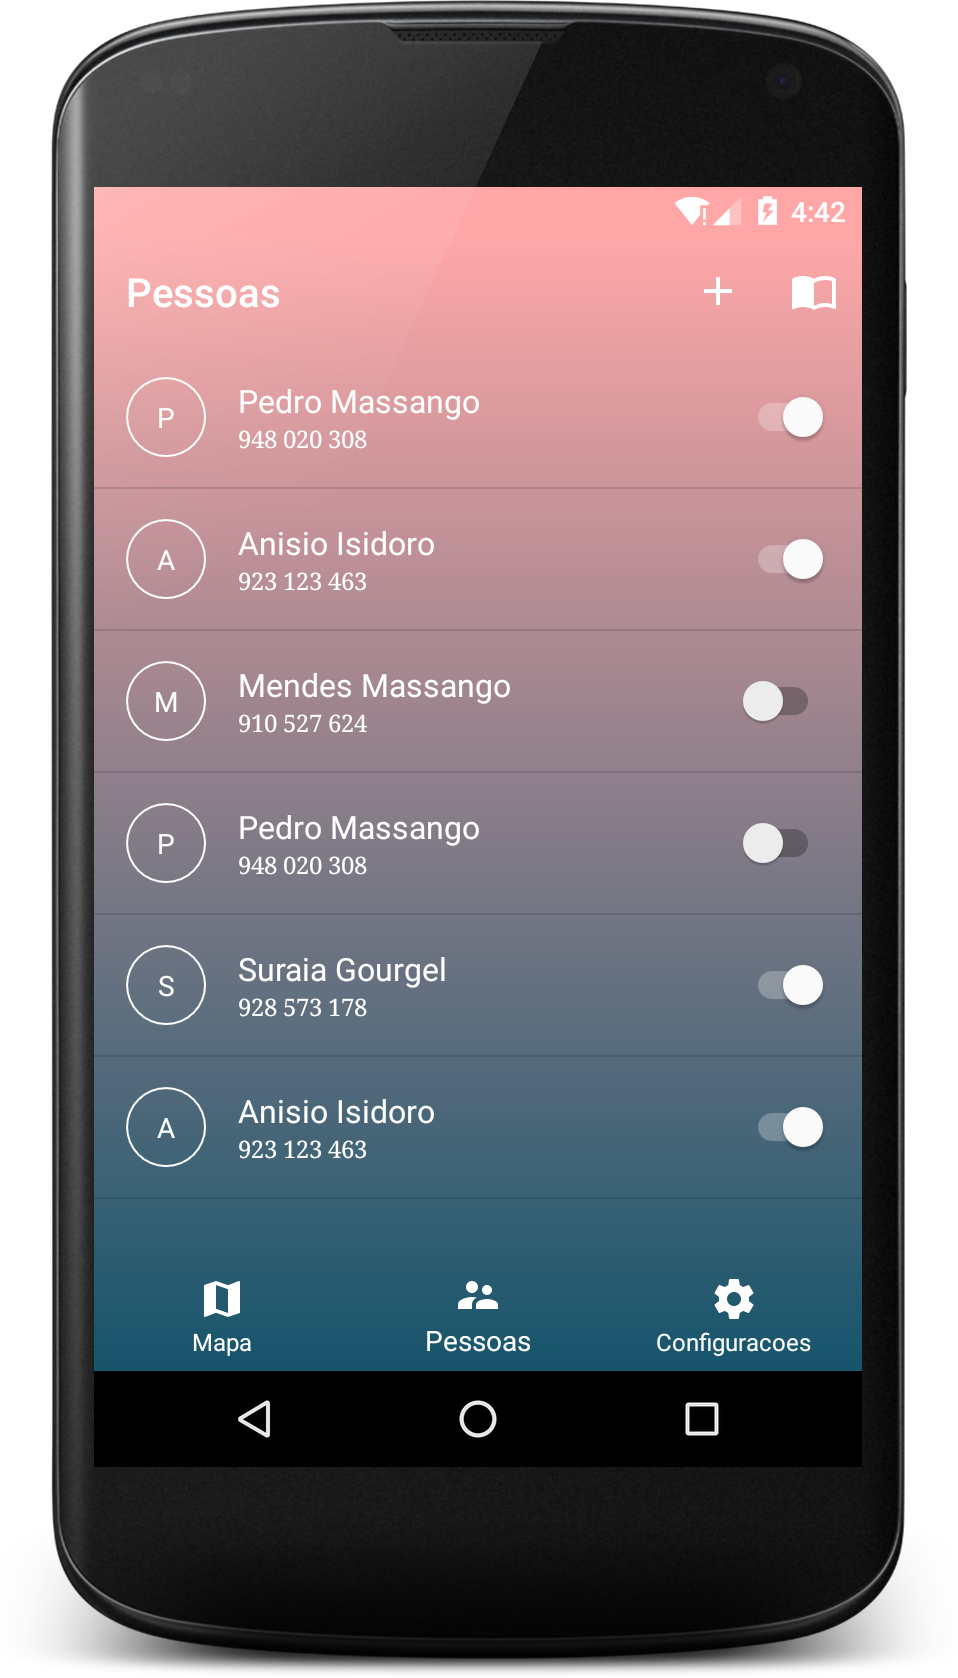 4:42
Pessoas
P
Pedro Massango
948 020 308
A
Anisio Isidoro
923 123 463
M
Mendes Massango
910 527 624
P
Pedro Massango
948 020 308
S
Suraia Gourgel
928 573 178
A
Anisio Isidoro
923 123 463
Mapa Pessoas Configuracoes